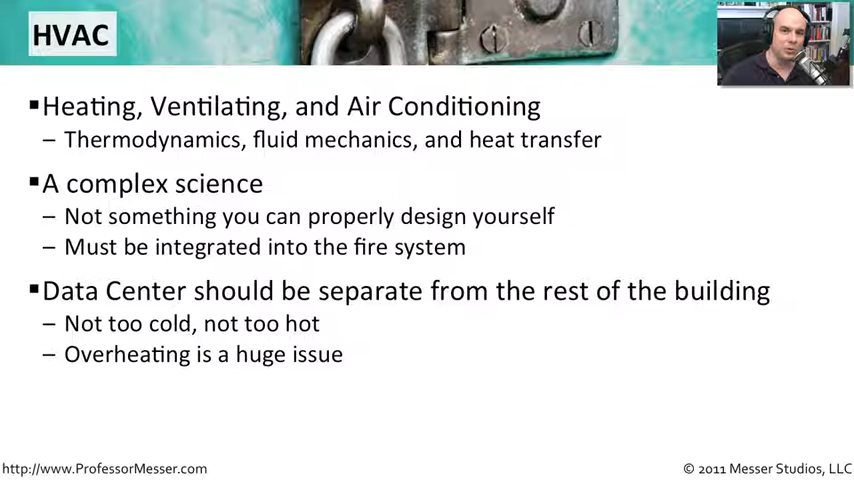 HVAC
▪Heating, Ventilating, and Air Conditioning
– Thermodynamics, fluid mechanics, and heat transfer
▪A complex science
– Not something you can properly design yourself
– Must be integrated into the fire system
▪Data Center should be separate from the rest of the building
– Not too cold, not too hot
– Overheating is a huge issue
http://www.ProfessorMesser.com
© 2011 Messer Studios, LLC